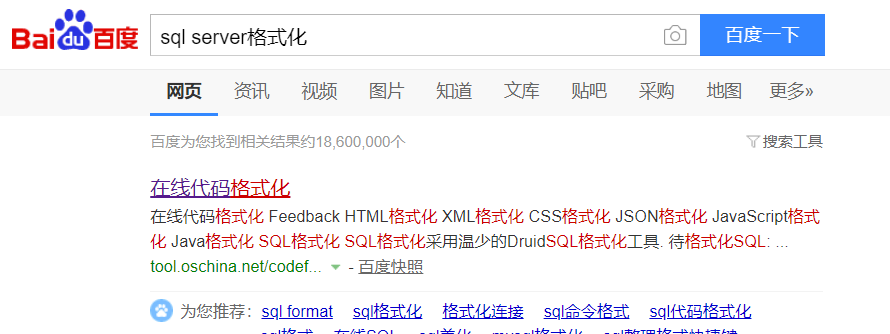 Bai du 百度 sql server格式化 百度一下
网页 资讯 视频 图片 知道 文库 贴吧 采购 地图 更多»
百度为您找到相关结果约18,600,000个 搜索工具
在线代码格式化
在线代码格式化 Feedback HTML格式化 XML格式化 CSS格式化 JSON格式化 JavaScript格式
化 Java格式化 SQL格式化 SQL格式化采用温少的DruidSQL格式化工具. 待格式化SQL: ...
tool.oschina.net/codef... - 百度快照
为您推荐: sql format sql格式化 格式化连接 sql命令格式 sql代码格式化